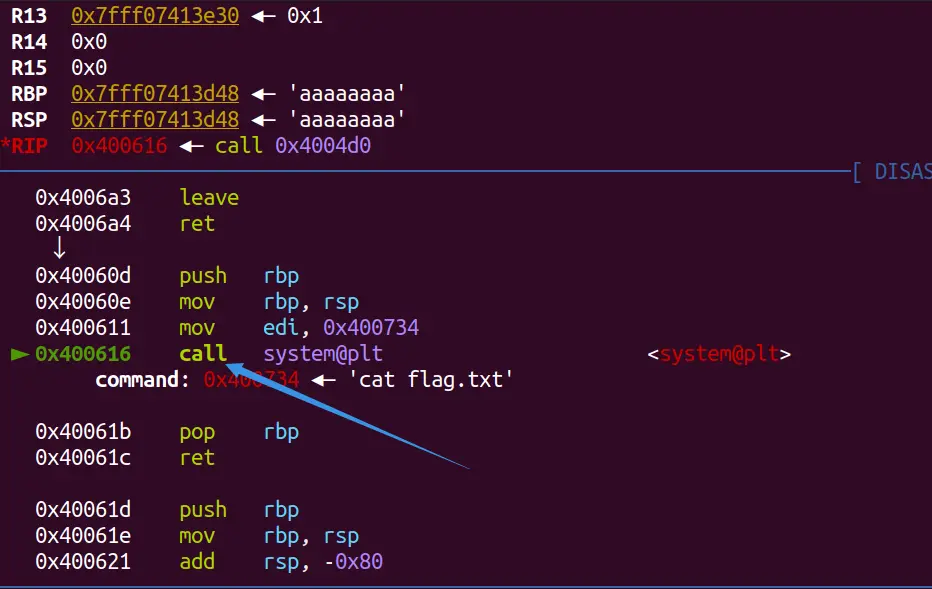 R13 0x7fff07413e30 ← 0x1
R14 0x0
R15 0x0
RBP 0x7fff07413d48 ← 'aaaaaaaa'
RSP 0x7fff07413d48 ← 'aaaaaaaa'
*RIP 0x400616 ← call 0x4004d0
[ DISAS
0x4006a3 leave
0x4006a4 ret
↓
0x40060d push rbp
0x40060e mov rbp, rsp
0x400611 mov edi, 0x400734
► 0x400616 call system@plt <system@plt>
command: 0x400734 ← 'cat flag.txt'
0x40061b pop rbp
0x40061c ret
0x40061d push rbp
0x40061e mov rbp, rsp
0x400621 add rsp, -0x80